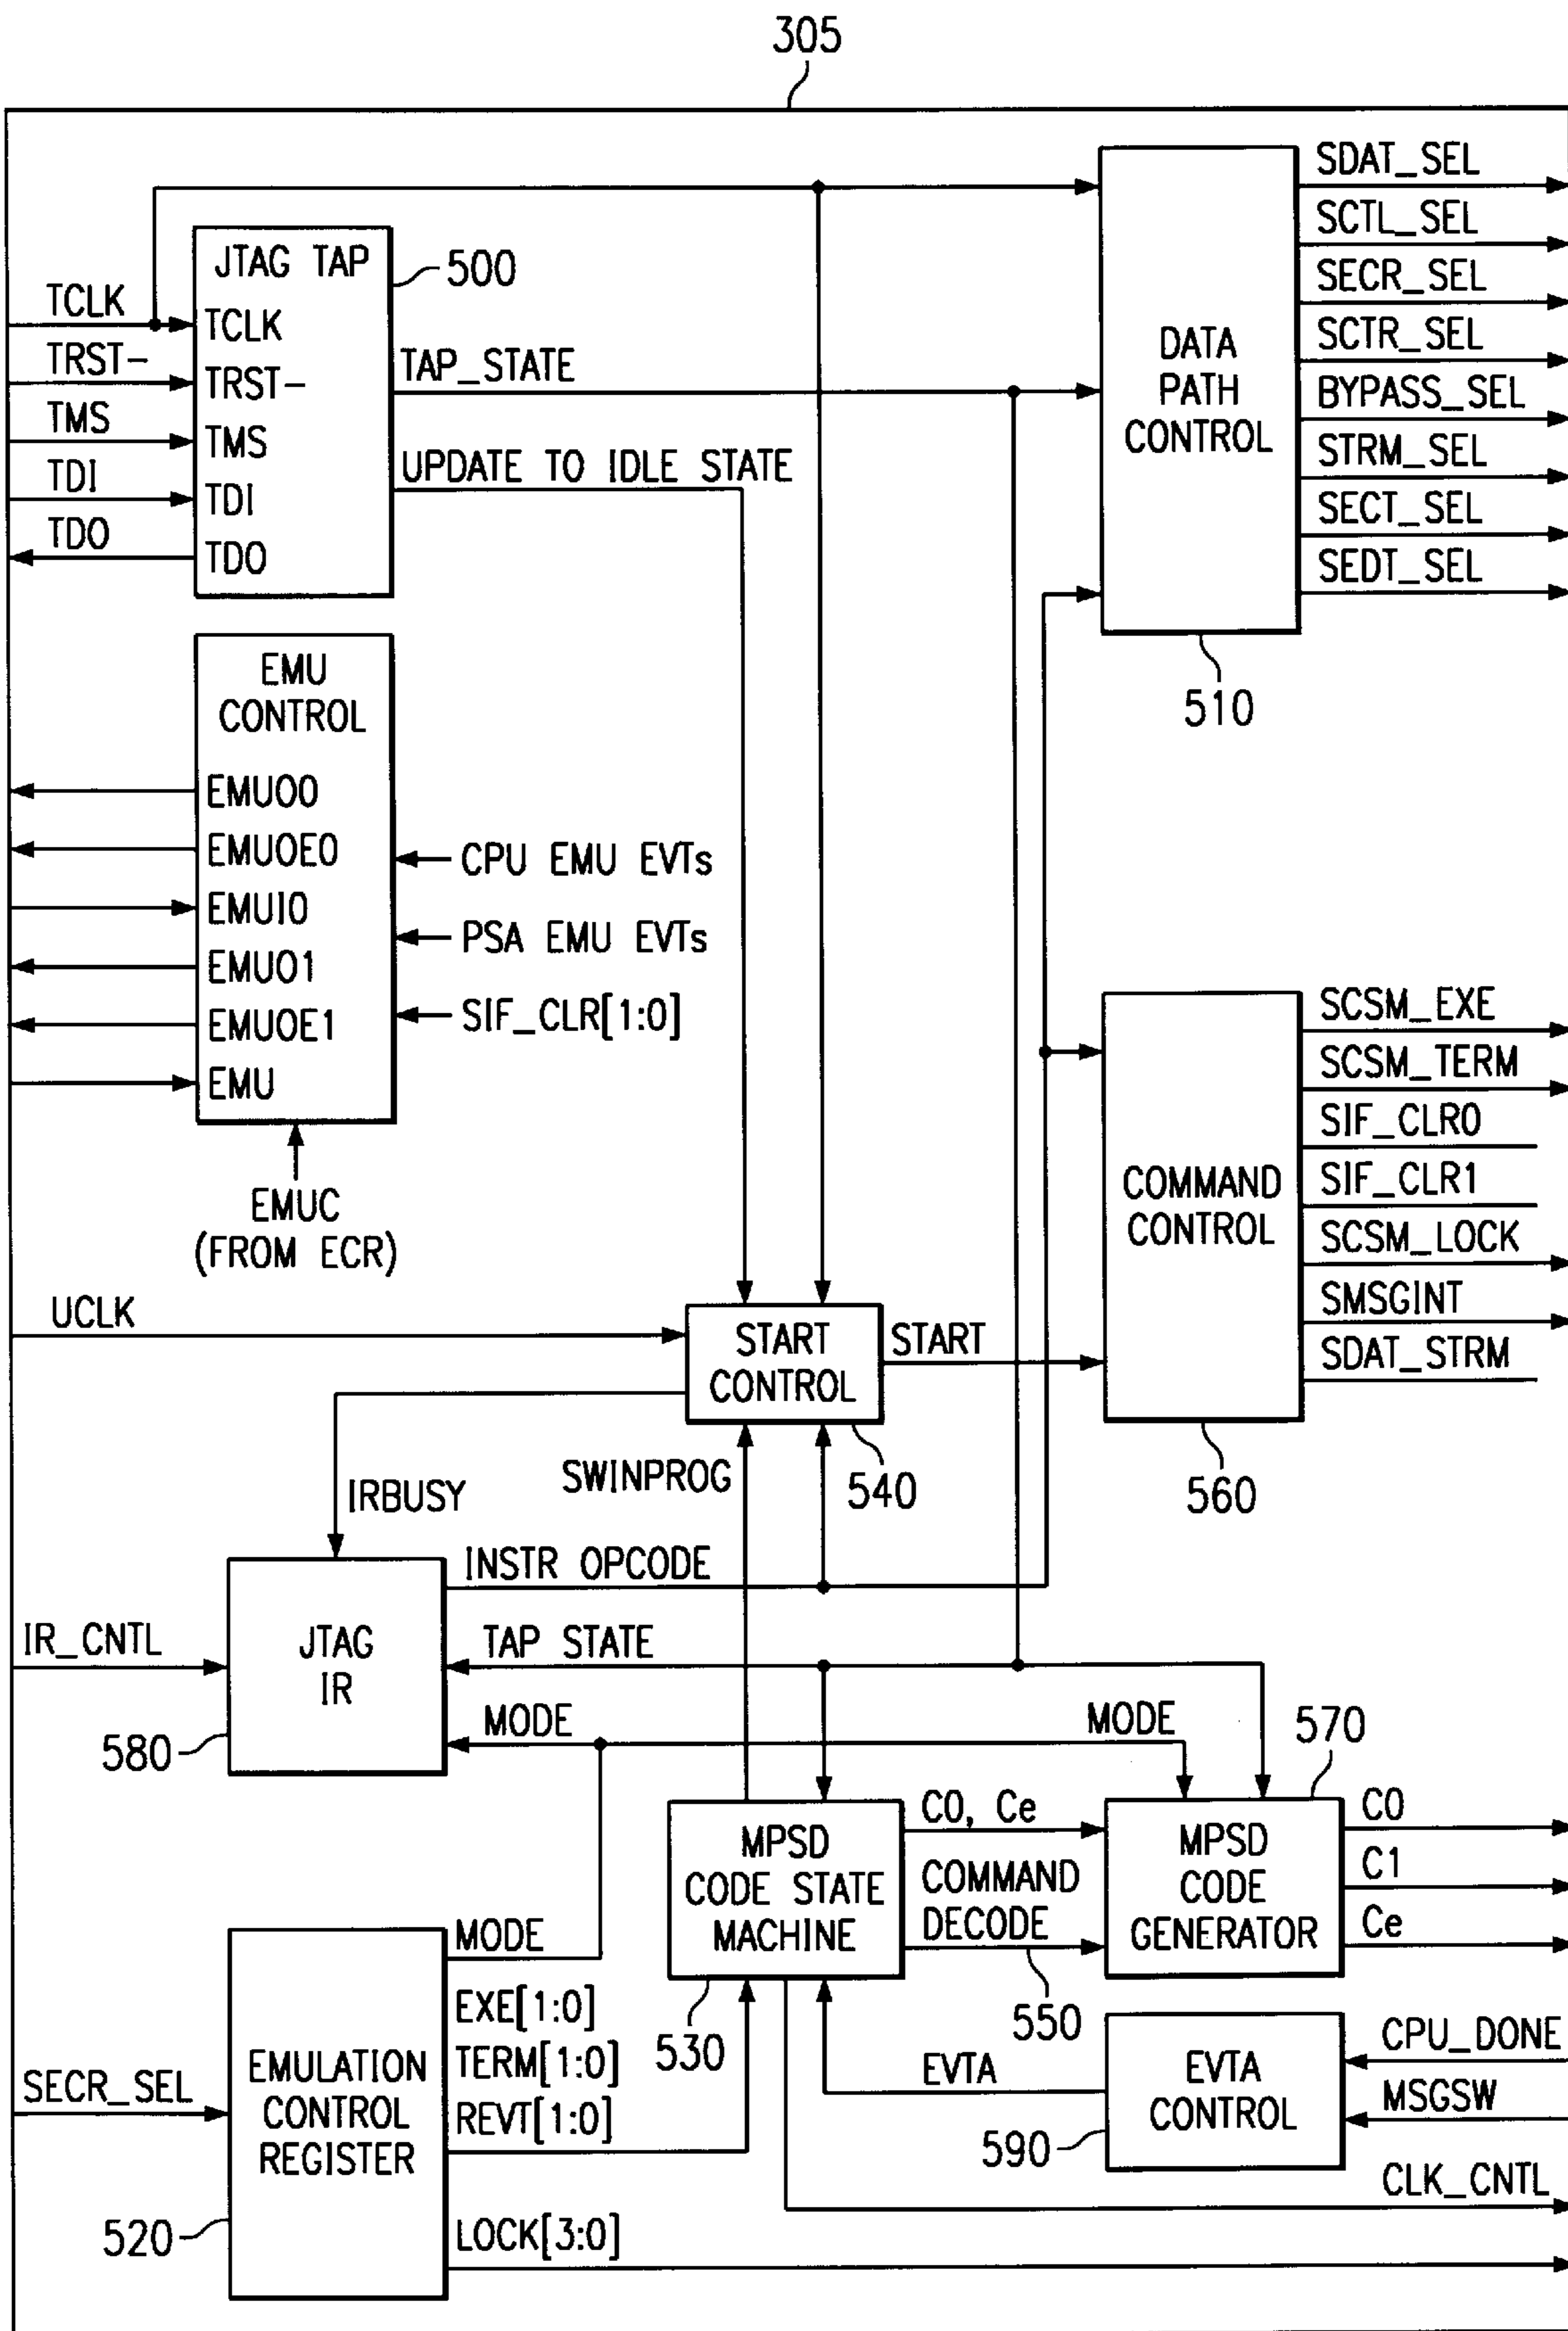 305
JTAG TAP
500
TCLK
TCLK
TRST-
TRST-
TMS
TMS
TDI
TDI
TDO
TDO
TAP_STATE
UPDATE TO IDLE STATE
DATA
PATH
CONTROL
510
SDAT_SEL
SCTL_SEL
SECR_SEL
SCTR_SEL
BYPASS_SEL
STRM_SEL
SECT_SEL
SEDT_SEL
EMU
CONTROL
EMUO0
EMUOE0
EMUI0
EMUO1
EMUOE1
EMU
CPU EMU EVTs
PSA EMU EVTs
SIF_CLR[1:0]
EMUC
(FROM ECR)
UCLK
START
CONTROL
START
540
COMMAND
CONTROL
560
SCSM_EXE
SCSM_TERM
SIF_CLR0
SIF_CLR1
SCSM_LOCK
SMSGINT
SDAT_STRM
IRBUSY
SWINPROG
IR_CNTL
JTAG
IR
580
INSTR OPCODE
TAP STATE
MODE
MODE
570
MPSD
CODE STATE
MACHINE
530
C0, Ce
COMMAND
DECODE
550
MPSD
CODE
GENERATOR
C0
C1
Ce
SECR_SEL
EMULATION
CONTROL
REGISTER
520
MODE
EXE[1:0]
TERM[1:0]
REVT[1:0]
LOCK[3:0]
EVTA
EVTA
CONTROL
590
CPU_DONE
MSGSW
CLK_CNTL